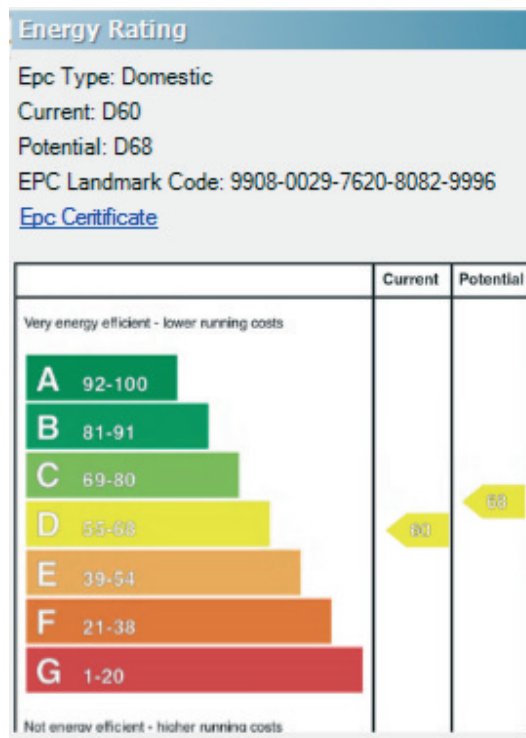 Energy Rating
Epc Type: Domestic
Current: D60
Potential: D68
EPC Landmark Code: 9908-0029-7620-8082-9996
Epc Ceritificate
Current Potential
Very energy efficient - lower running costs
A 92-100
B 81-91
C 69-80
68
D 55-68
60
E 39-54
F 21-38
G 1-20
Not energy efficient - higher running costs